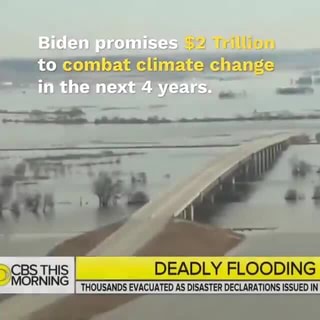 Biden promises $2 Trillion
to combat climate change
in the next 4 years.
CBS THIS
MORNING
DEADLY FLOODING
THOUSANDS EVACUATED AS DISASTER DECLARATIONS ISSUED IN